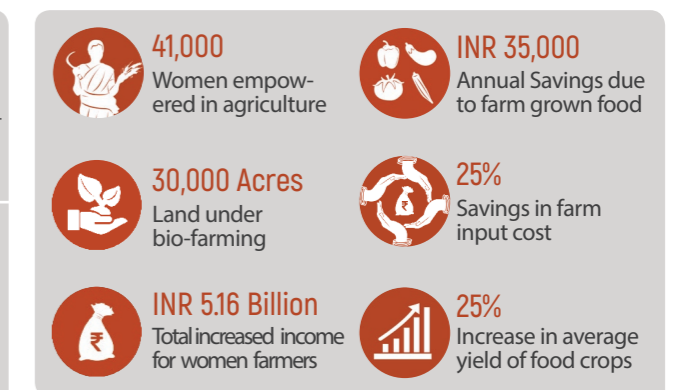 41,000
Women empow-
ered in agriculture
INR 35,000
Annual Savings due
to farm grown food
30,000 Acres
Land under
bio-farming
25%
Savings in farm
input cost
INR 5.16 Billion
Total increased income
for women farmers
25%
Increase in average
yield of food crops